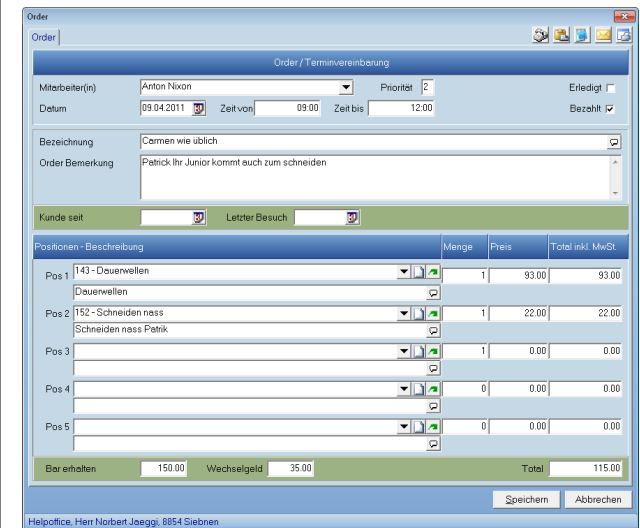 Order
Order
Order / Terminvereinbarung
Mitarbeiter(in) Anton Nixon Priorität 2 Erledigt
Datum 09.04.2011 Zeit von 09:00 Zeit bis 12:00 Bezahlt
Bezeichnung Carmen wie üblich
Order Bemerkung Patrick Ihr Junior kommt auch zum schneiden
Kunde seit Letzter Besuch
Positionen - Beschreibung Menge Preis Total inkl. MwSt.
Pos 1 143 - Dauerwellen 1 93.00 93.00
Dauerwellen
Pos 2 152 - Schneiden nass 1 22.00 22.00
Schneiden nass Patrik
Pos 3 1 0.00 0.00
Pos 4 0 0.00 0.00
Pos 5 0 0.00 0.00
Bar erhalten 150.00 Wechselgeld 35.00 Total 115.00
Speichern Abbrechen
Helpoffice, Herr Norbert Jaeggi, 8854 Siebnen